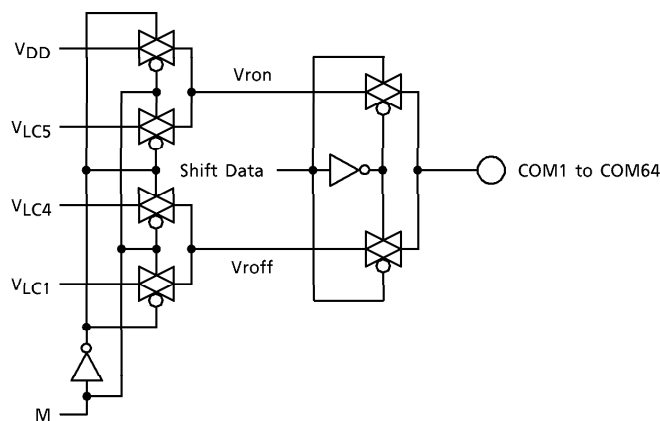 VDD
Vron
VLC5
Shift Data
COM1 to COM64
VLC4
Vroff
VLC1
M